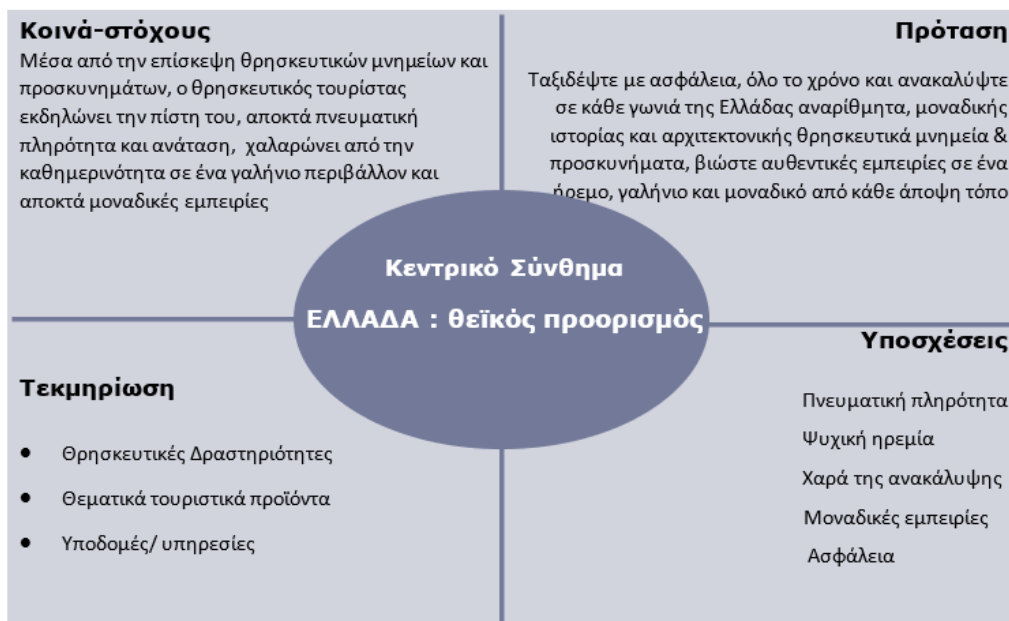 Κοινά-στόχους
Μέσα από την επίσκεψη θρησκευτικών μνημείων και
προσκυνημάτων, ο θρησκευτικός τουρίστας
εκδηλώνει την πίστη του, αποκτά πνευματική
πληρότητα και ανάταση, χαλαρώνει από την
καθημερινότητα σε ένα γαλήνιο περιβάλλον και
αποκτά μοναδικές εμπειρίες
Πρόταση
Ταξιδέψτε με ασφάλεια, όλο το χρόνο και ανακαλύψτε
σε κάθε γωνιά της Ελλάδας αναρίθμητα, μοναδικής
ιστορίας και αρχιτεκτονικής θρησκευτικά μνημεία &
προσκυνήματα, βιώστε αυθεντικές εμπειρίες σε ένα
ήρεμο, γαλήνιο και μοναδικό από κάθε άποψη τόπο
Κεντρικό Σύνθημα
ΕΛΛΑΔΑ : θεϊκός προορισμός
Τεκμηρίωση
• Θρησκευτικές Δραστηριότητες
• Θεματικά τουριστικά προϊόντα
• Υποδομές/ υπηρεσίες
Υποσχέσεις
Πνευματική πληρότητα
Ψυχική ηρεμία
Χαρά της ανακάλυψης
Μοναδικές εμπειρίες
Ασφάλεια